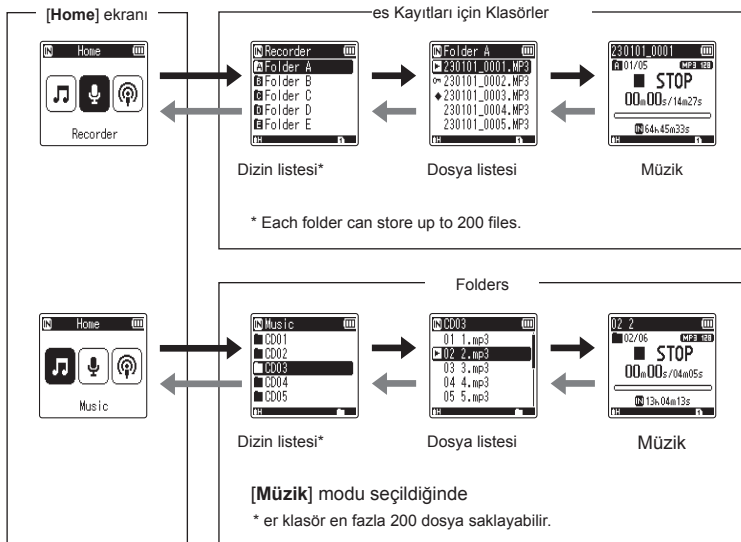 [Home] ekranı
Home
Recorder
es Kayıtları için Klasörler
Recorder
Folder A
Folder B
Folder C
Folder D
Folder E
Dizin listesi*
Folder A
230101_0001.MP3
230101_0002.MP3
230101_0003.MP3
230101_0004.MP3
230101_0005.MP3
Dosya listesi
230101_0001
01/05 MP3 128
STOP
00m00s/14m27s
IN 64h45m33s
Müzik
* Each folder can store up to 200 files.
Home
Music
Folders
Music
CD01
CD02
CD03
CD04
CD05
Dizin listesi*
CD03
01 1.mp3
02 2.mp3
03 3.mp3
04 4.mp3
05 5.mp3
Dosya listesi
02 2
02/06 MP3 128
STOP
00m00s/04m05s
IN 13h04m13s
Müzik
[Müzik] modu seçildiğinde
* er klasör en fazla 200 dosya saklayabilir.